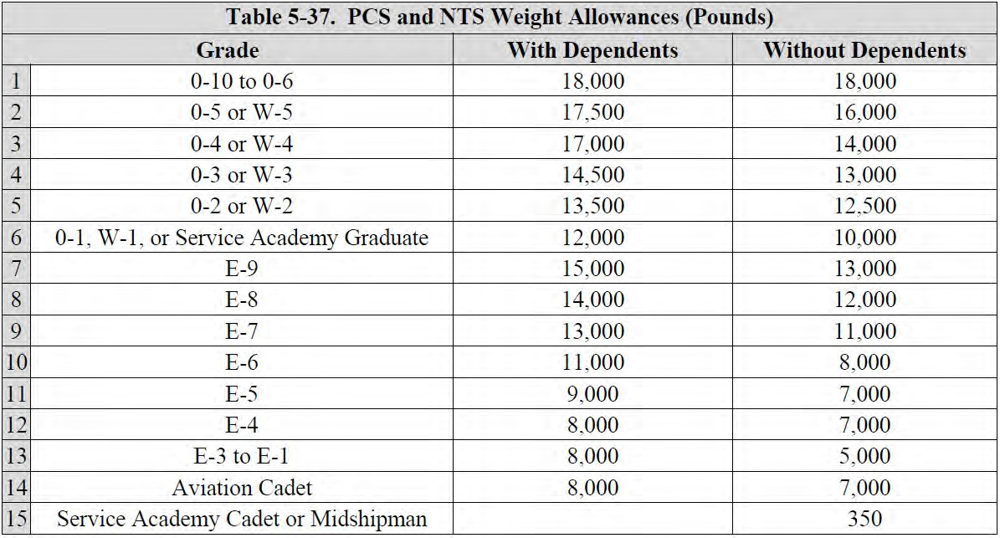 Table 5-37. PCS and NTS Weight Allowances (Pounds)
Grade With Dependents Without Dependents
1 0-10 to 0-6 18,000 18,000
2 0-5 or W-5 17,500 16,000
3 0-4 or W-4 17,000 14,000
4 0-3 or W-3 14,500 13,000
5 0-2 or W-2 13,500 12,500
6 0-1, W-1, or Service Academy Graduate 12,000 10,000
7 E-9 15,000 13,000
8 E-8 14,000 12,000
9 E-7 13,000 11,000
10 E-6 11,000 8,000
11 E-5 9,000 7,000
12 E-4 8,000 7,000
13 E-3 to E-1 8,000 5,000
14 Aviation Cadet 8,000 7,000
15 Service Academy Cadet or Midshipman 350